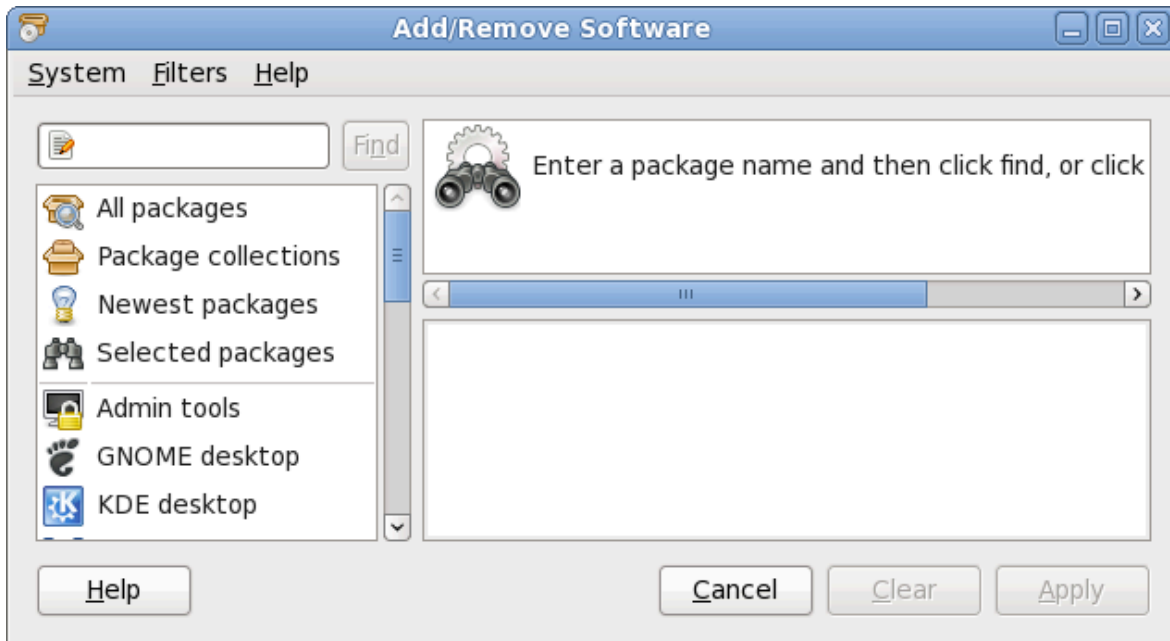 Add/Remove Software
System Filters Help
Find
Enter a package name and then click find, or click
All packages
Package collections
Newest packages
Selected packages
Admin tools
GNOME desktop
KDE desktop
Help
Cancel
Clear
Apply